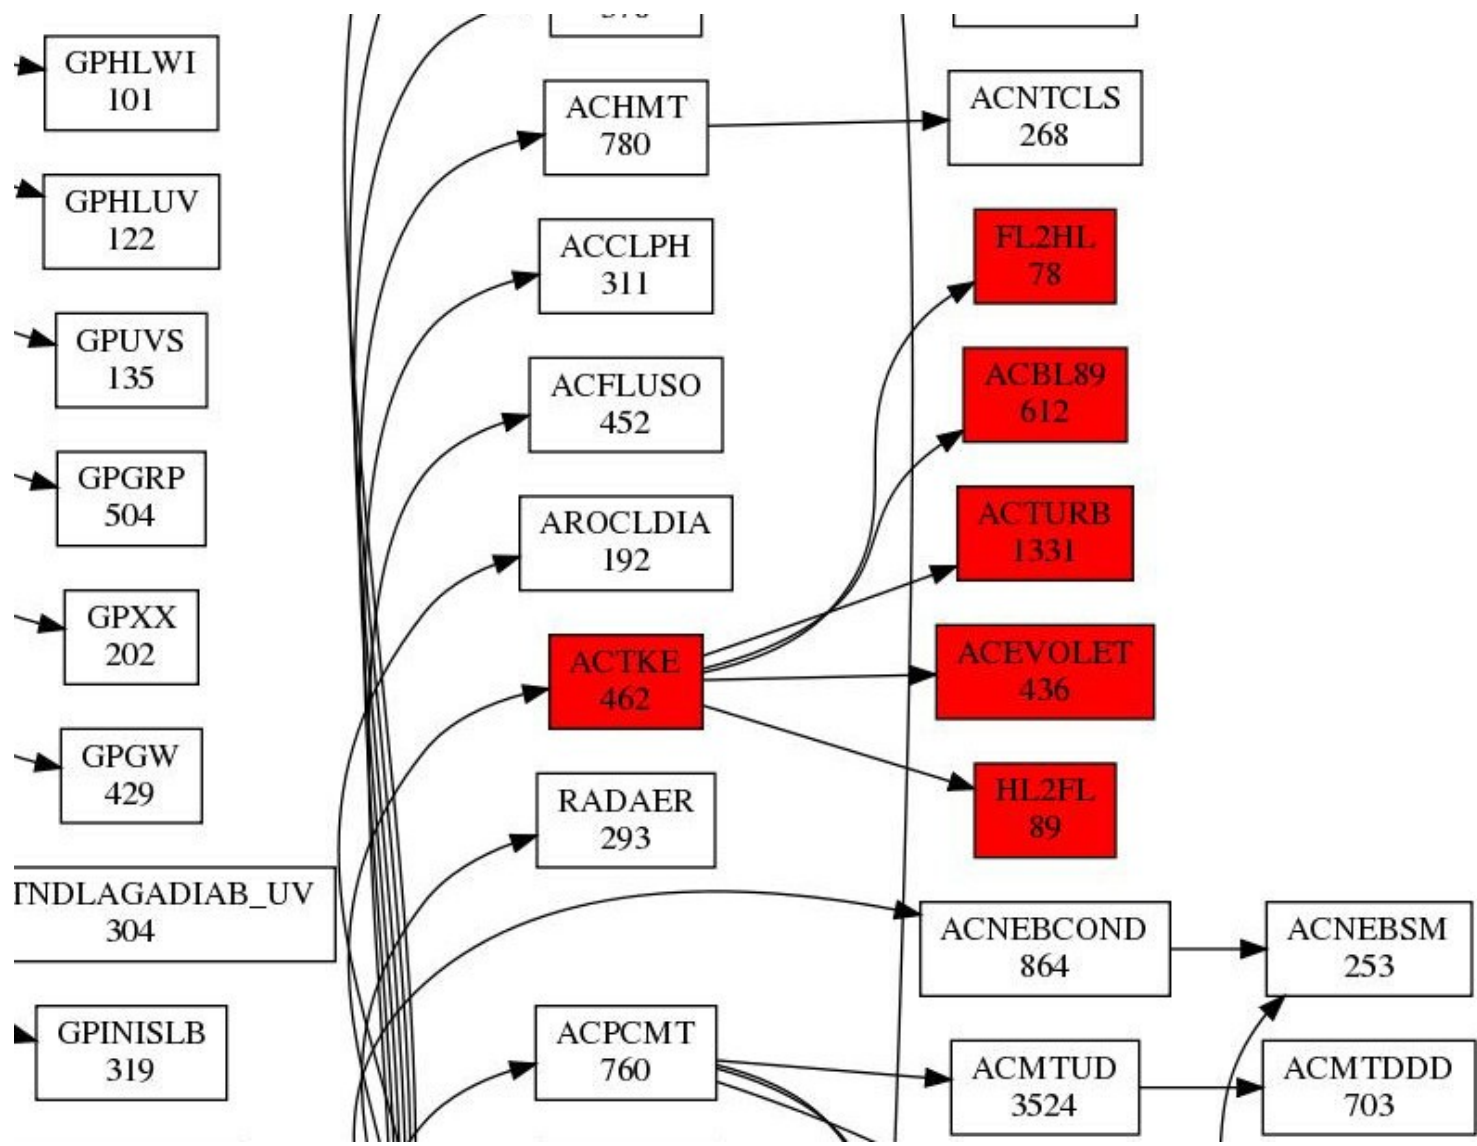 GPHLWI
101
GPHLUV
122
GPUVS
135
GPGRP
504
GPXX
202
GPGW
429
TNDLAGADIAB_UV
304
GPINISLB
319
ACHMT
780
ACCLPH
311
ACFLUSO
452
AROCLDIA
192
ACTKE
462
RADAER
293
ACPCMT
760
ACNTCLS
268
FL2HL
78
ACBL89
612
ACTURB
1331
ACEVOLET
436
HL2FL
89
ACNEBCOND
864
ACMTUD
3524
ACNEBSM
253
ACMTDDD
703